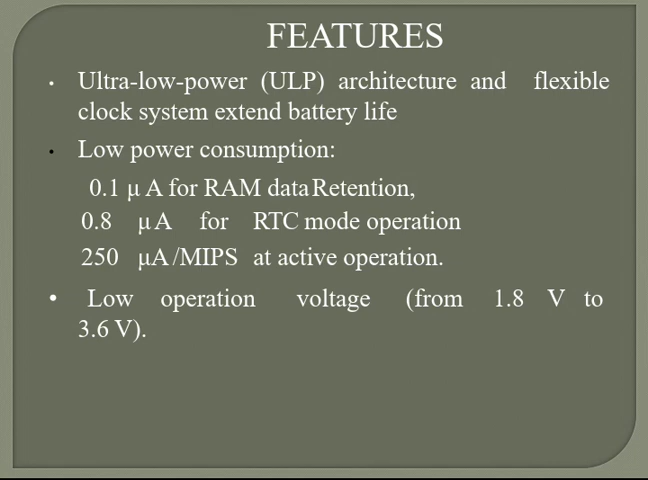 FEATURES
• Ultra-low-power (ULP) architecture and flexible
clock system extend battery life
• Low power consumption:
0.1 μ A for RAM data Retention,
0.8 μA for RTC mode operation
250 μA /MIPS at active operation.
• Low operation voltage (from 1.8 V to
3.6 V).